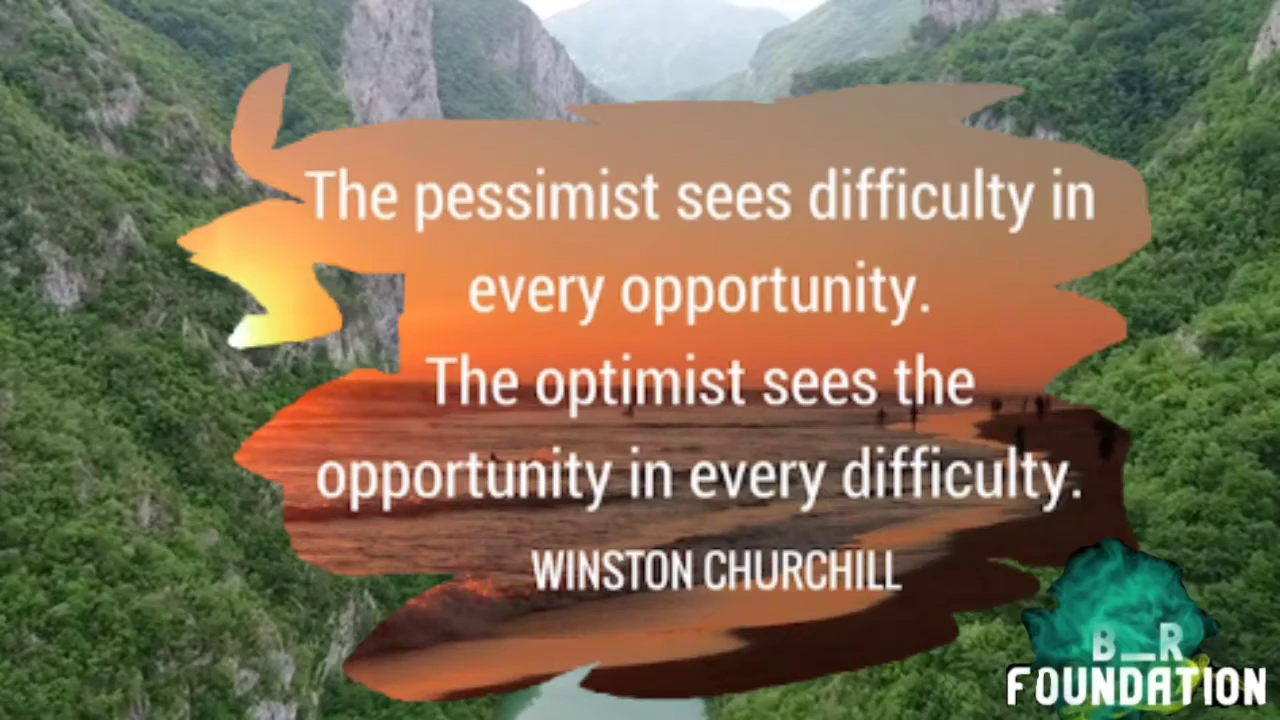 The pessimist sees difficulty in
every opportunity.
The optimist sees the
opportunity in every difficulty.
WINSTON CHURCHILL
B_R
FOUNDATION